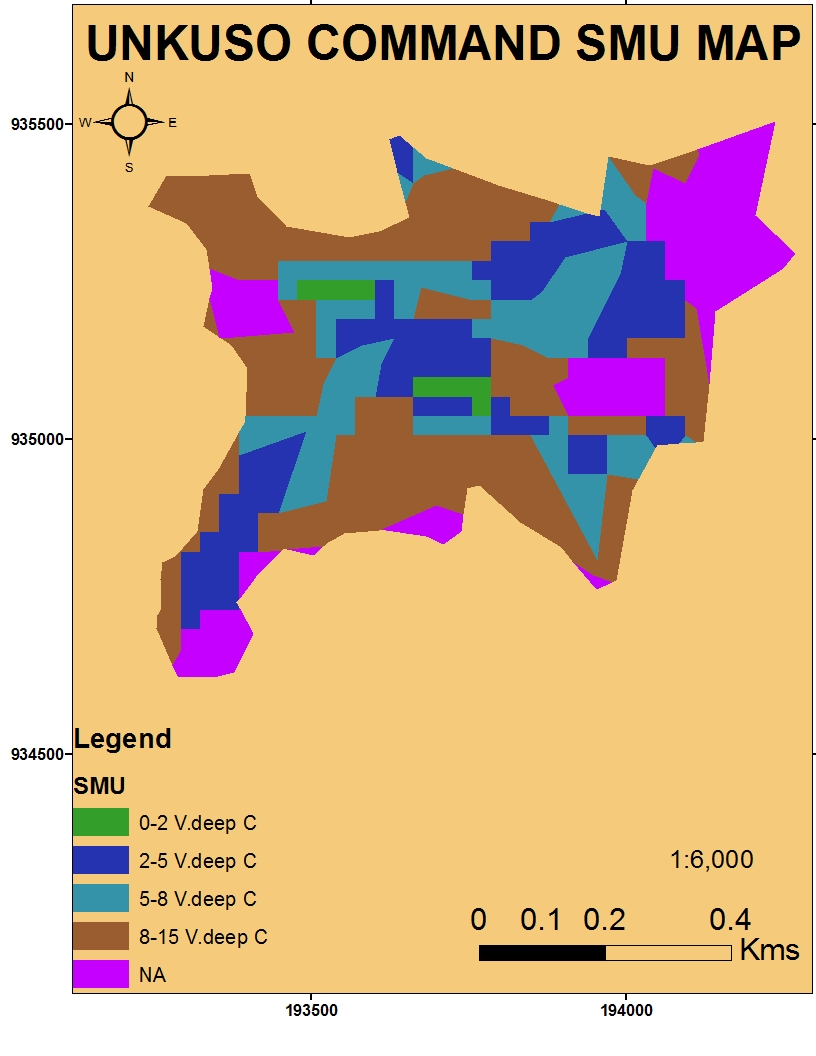 UNKUSO COMMAND SMU MAP
N
W E
S
935500
935000
934500
Legend
SMU
0-2 V.deep C
2-5 V.deep C
5-8 V.deep C
8-15 V.deep C
NA
1:6,000
0 0.1 0.2 0.4
Kms
193500 194000